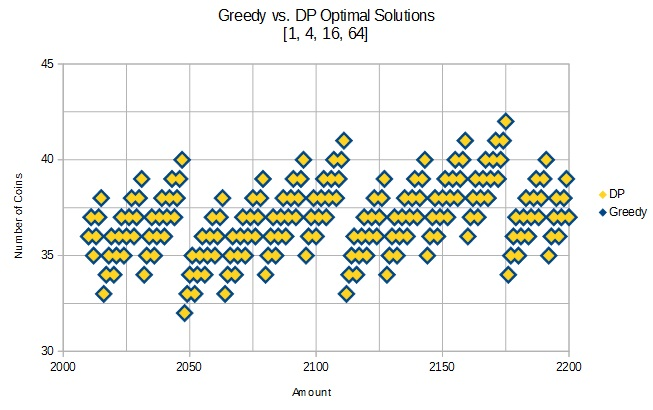 Greedy vs. DP Optimal Solutions
[1, 4, 16, 64]
45
40
35
30
Number of Coins
2000 2050 2100 2150 2200
Amount
DP
Greedy